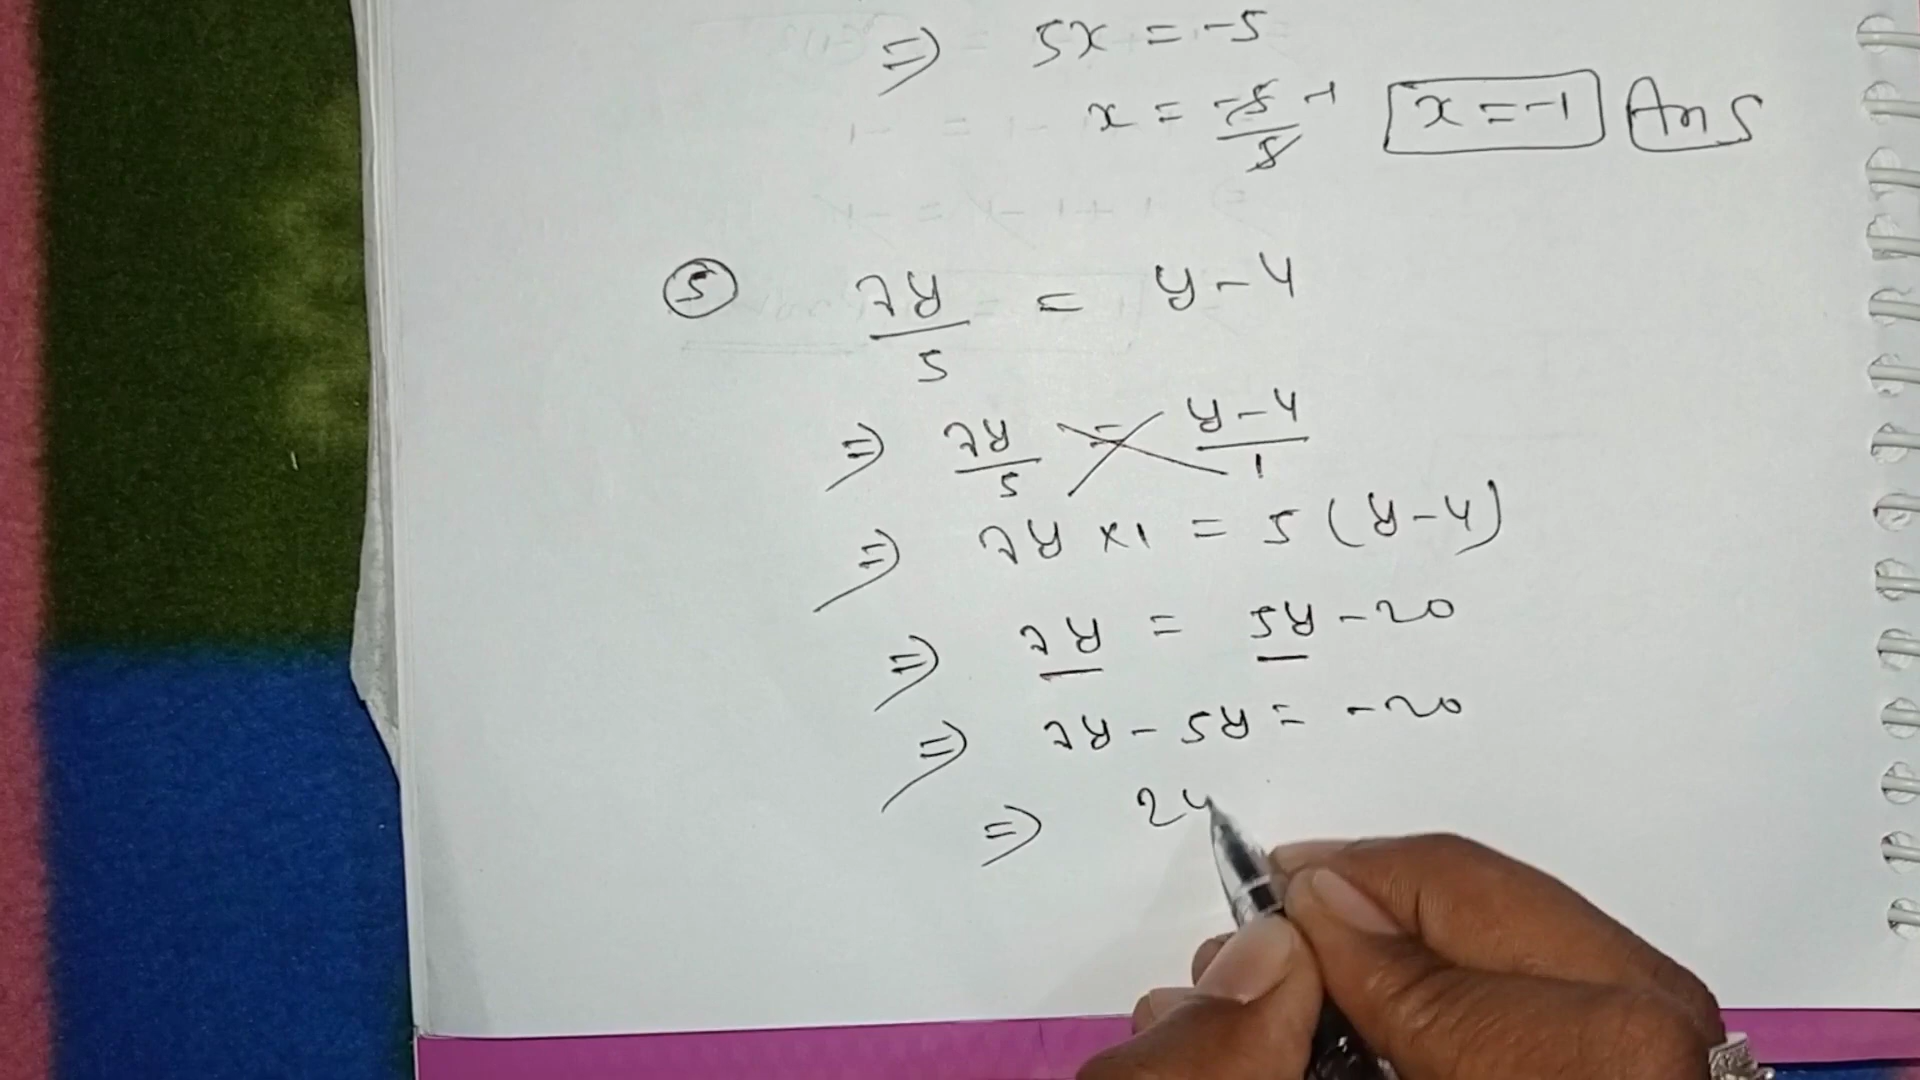 ⇒ 5x = -5
x = -5/5 -1 x = -1 Ans
5 7y/5 = y-4
⇒ 7y/5 = y-4/1
⇒ 7y×1 = 5(y-4)
⇒ 7y = 5y-20
⇒ 7y-5y = -20
⇒ 2y